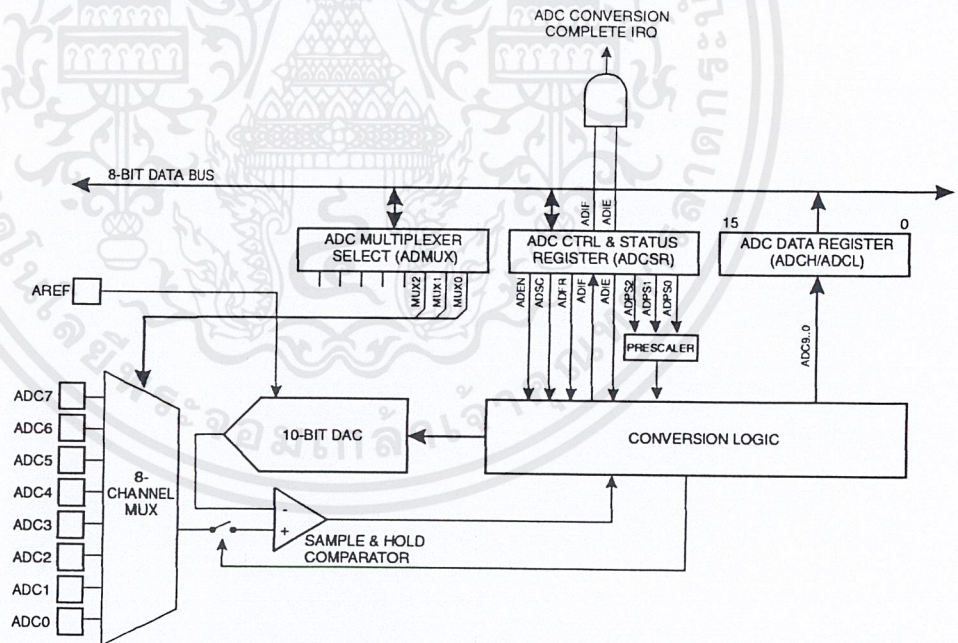 ADC CONVERSION
COMPLETE IRQ
8-BIT DATA BUS
ADIF
ADIE
15
0
ADC MULTIPLEXER
SELECT (ADMUX)
ADC CTRL & STATUS
REGISTER (ADCSR)
ADC DATA REGISTER
(ADCH/ADCL)
MUX2
MUX1
MUX0
ADEN
ADSC
ADFR
ADIF
ADIE
ADPS2
ADPS1
ADPS0
AREF
PRESCALER
ADC9..0
ADC7
ADC6
ADC5
ADC4
ADC3
ADC2
ADC1
ADC0
8-
CHANNEL
MUX
10-BIT DAC
CONVERSION LOGIC
-
+
SAMPLE & HOLD
COMPARATOR